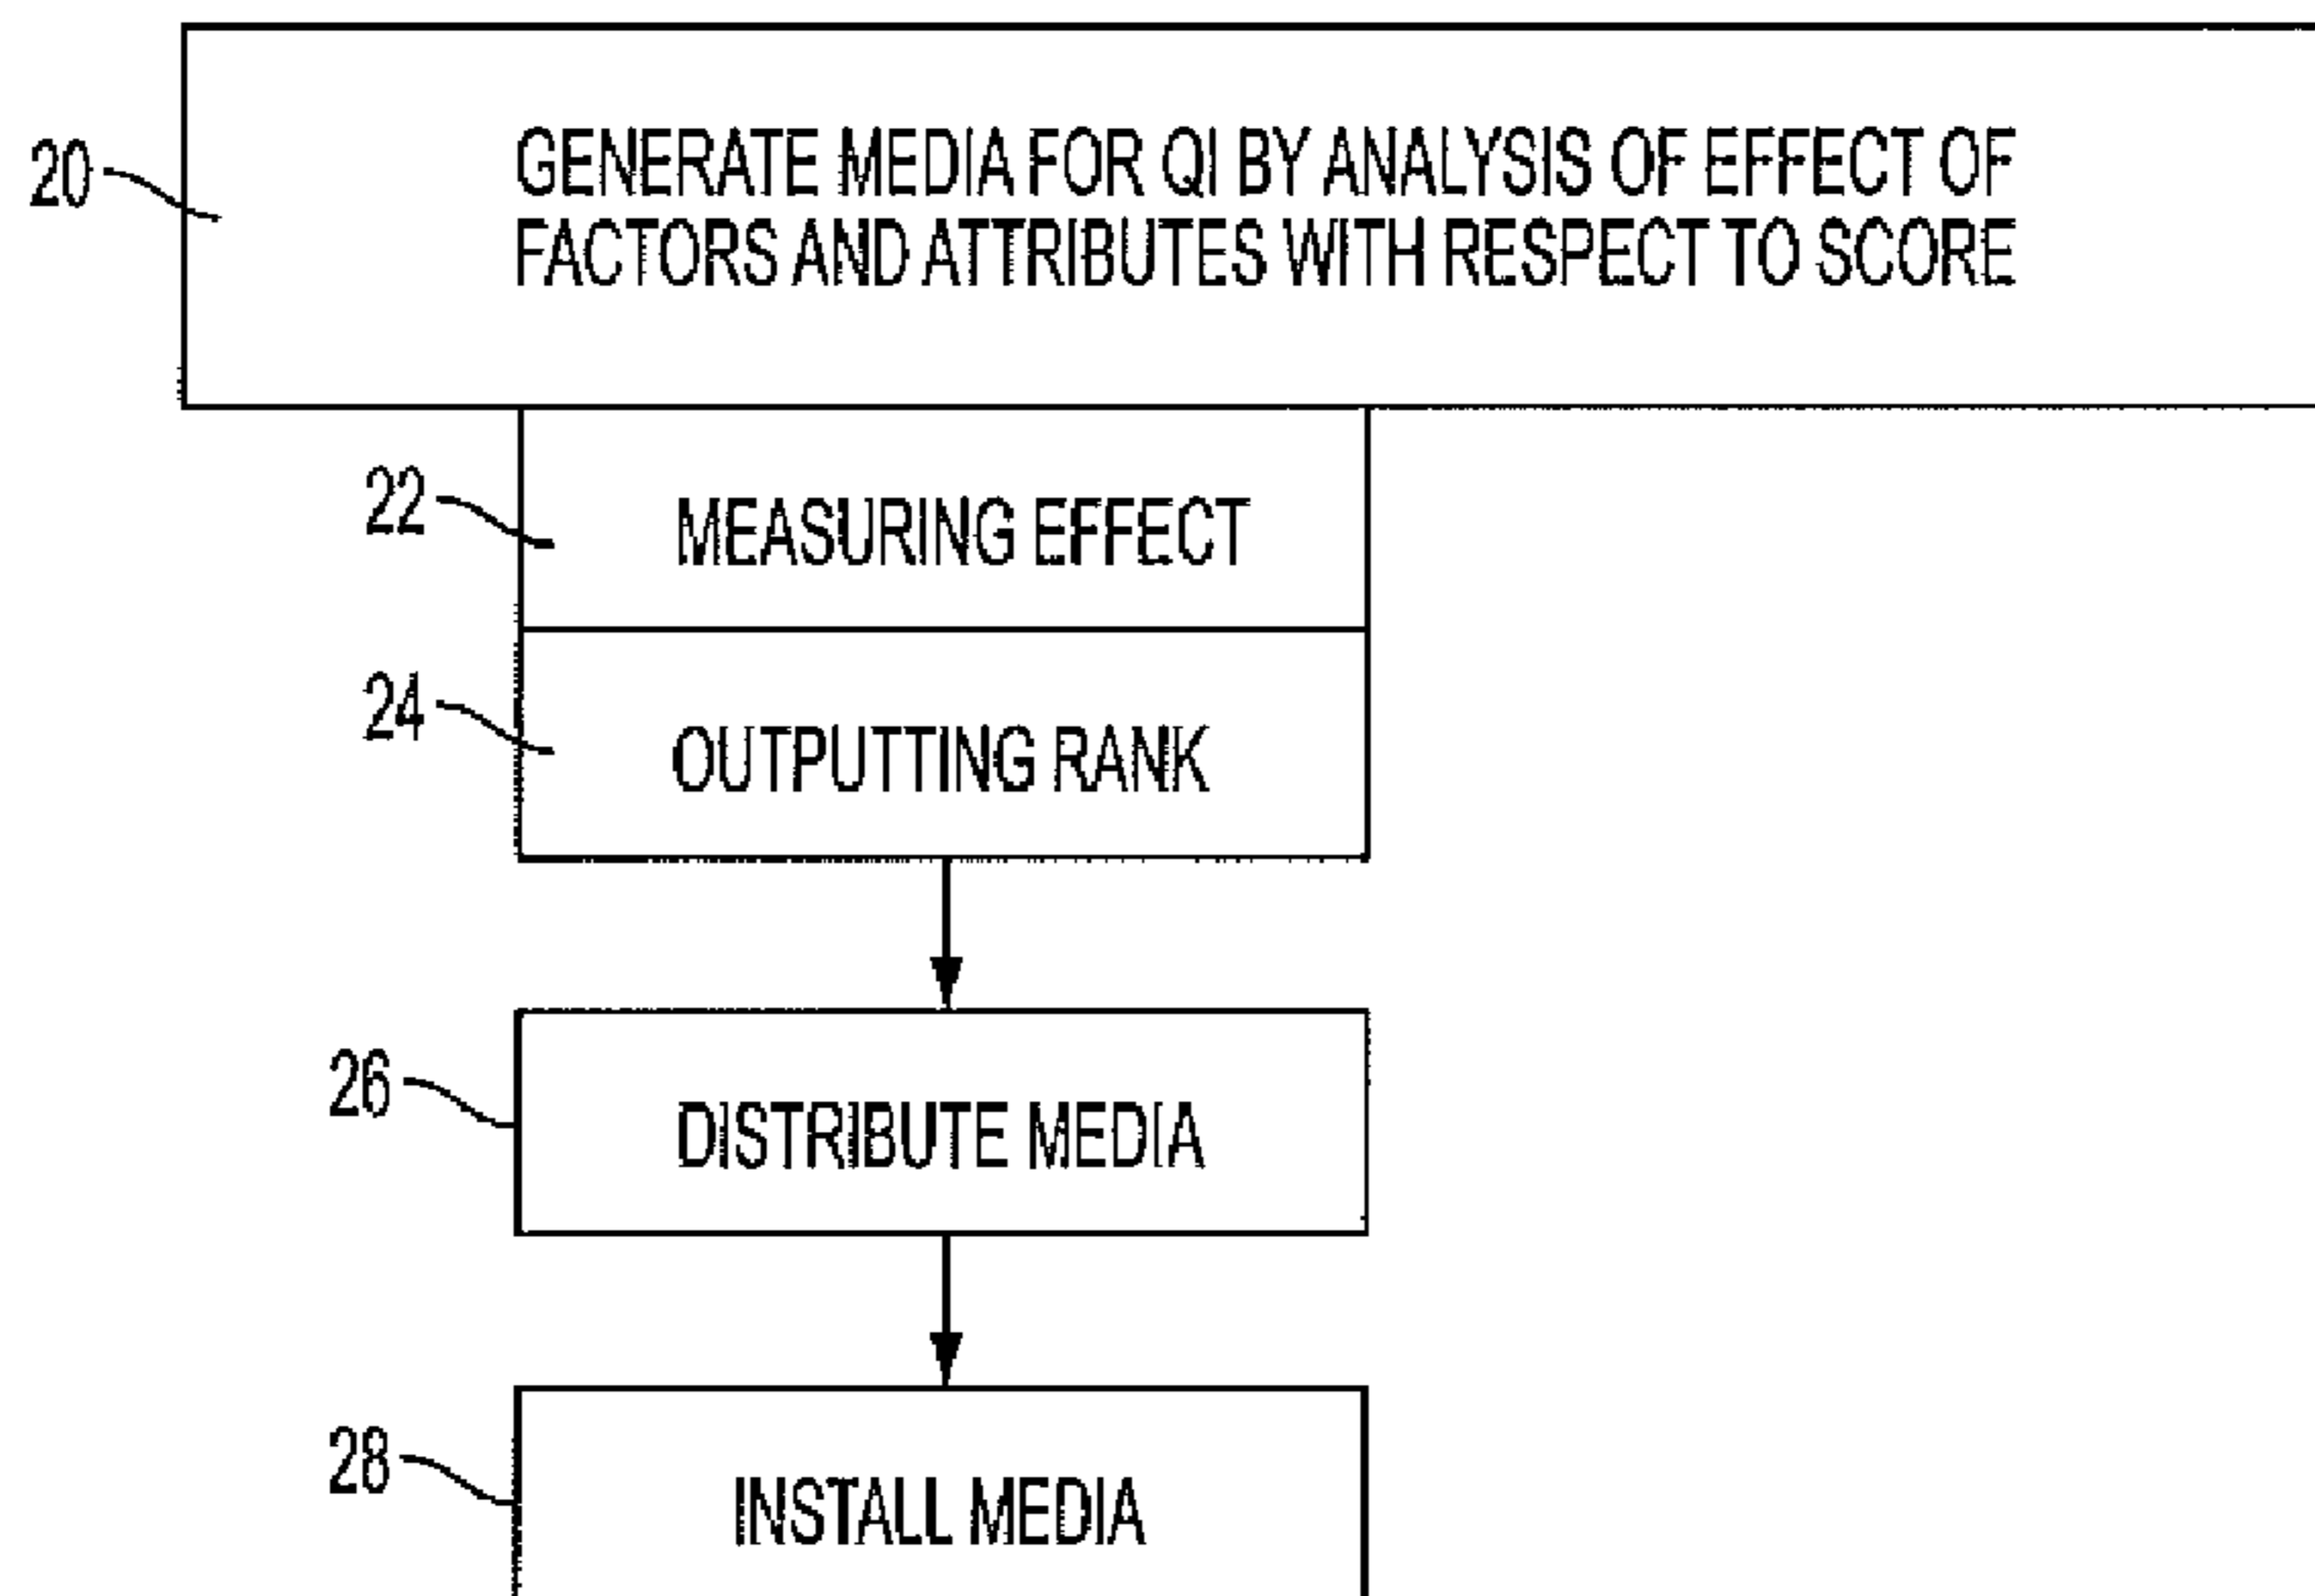 20
GENERATE MEDIA FOR QI BY ANALYSIS OF EFFECT OF
FACTORS AND ATTRIBUTES WITH RESPECT TO SCORE
22
MEASURING EFFECT
24
OUTPUTTING RANK
26
DISTRIBUTE MEDIA
28
INSTALL MEDIA